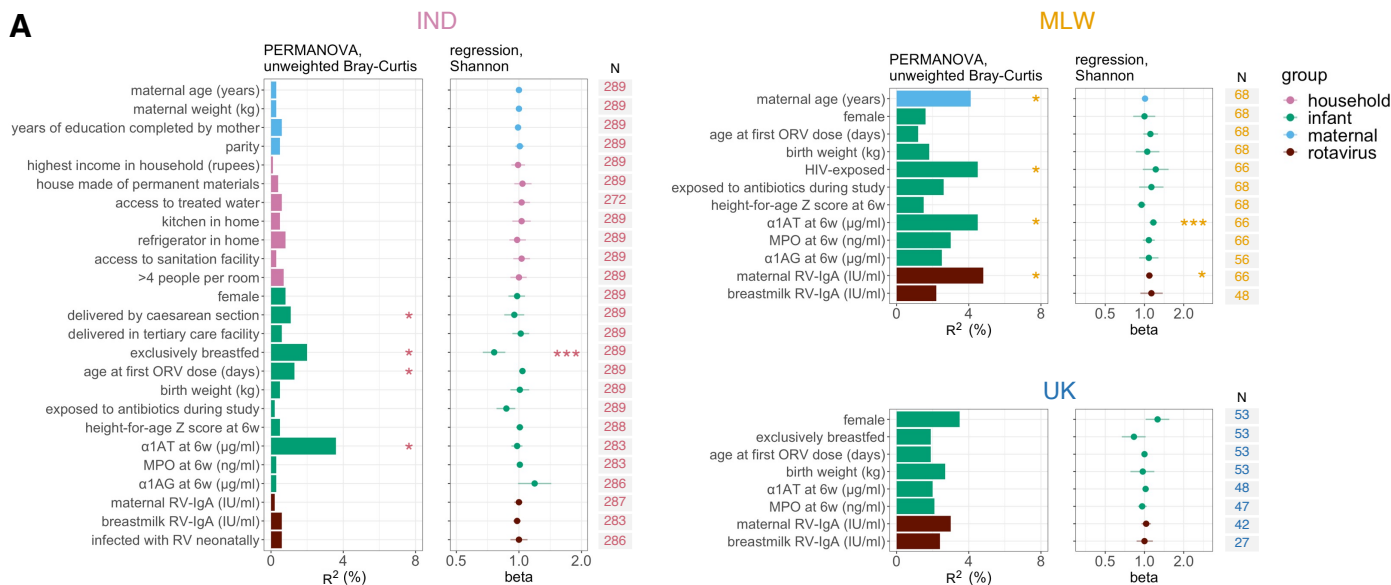 A
IND
PERMANOVA,
unweighted Bray-Curtis
regression,
Shannon
N
maternal age (years) 289
maternal weight (kg) 289
years of education completed by mother 289
parity 289
highest income in household (rupees) 289
house made of permanent materials 289
access to treated water 272
kitchen in home 289
refrigerator in home 289
access to sanitation facility 289
>4 people per room 289
female 289
delivered by caesarean section * 289
delivered in tertiary care facility 289
exclusively breastfed * *** 289
age at first ORV dose (days) * 289
birth weight (kg) 289
exposed to antibiotics during study 289
height-for-age Z score at 6w 288
α1AT at 6w (µg/ml) * 283
MPO at 6w (ng/ml) 283
α1AG at 6w (µg/ml) 286
maternal RV-IgA (IU/ml) 287
breastmilk RV-IgA (IU/ml) 283
infected with RV neonatally 286
0 4 8 0.5 1.0 2.0
R² (%) beta
MLW
PERMANOVA,
unweighted Bray-Curtis
regression,
Shannon
N
maternal age (years) * 68
female 68
age at first ORV dose (days) 68
birth weight (kg) 68
HIV-exposed * 66
exposed to antibiotics during study 68
height-for-age Z score at 6w 68
α1AT at 6w (µg/ml) * *** 66
MPO at 6w (ng/ml) 66
α1AG at 6w (µg/ml) 56
maternal RV-IgA (IU/ml) * * 66
breastmilk RV-IgA (IU/ml) 48
0 4 8 0.5 1.0 2.0
R² (%) beta
group
household
infant
maternal
rotavirus
UK
N
female 53
exclusively breastfed 53
age at first ORV dose (days) 53
birth weight (kg) 53
α1AT at 6w (µg/ml) 48
MPO at 6w (ng/ml) 47
maternal RV-IgA (IU/ml) 42
breastmilk RV-IgA (IU/ml) 27
0 4 8 0.5 1.0 2.0
R² (%) beta